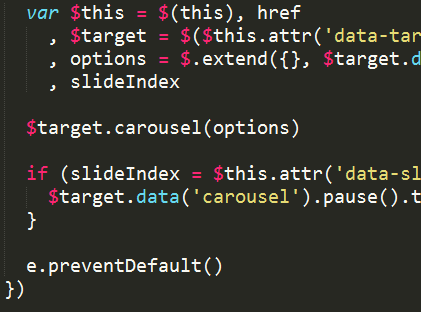 var $this = $(this), href
, $target = $($this.attr('data-tar
, options = $.extend({}, $target.d
, slideIndex
$target.carousel(options)
if (slideIndex = $this.attr('data-sl
$target.data('carousel').pause().t
}
e.preventDefault()
})